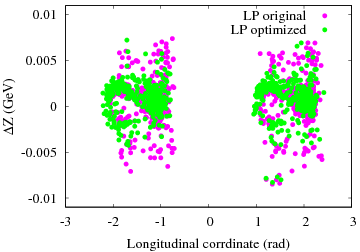 LP original
LP optimized
0.01
0.005
0
-0.005
-0.01
ΔZ (GeV)
-3 -2 -1 0 1 2 3
Longitudinal corrdinate (rad)